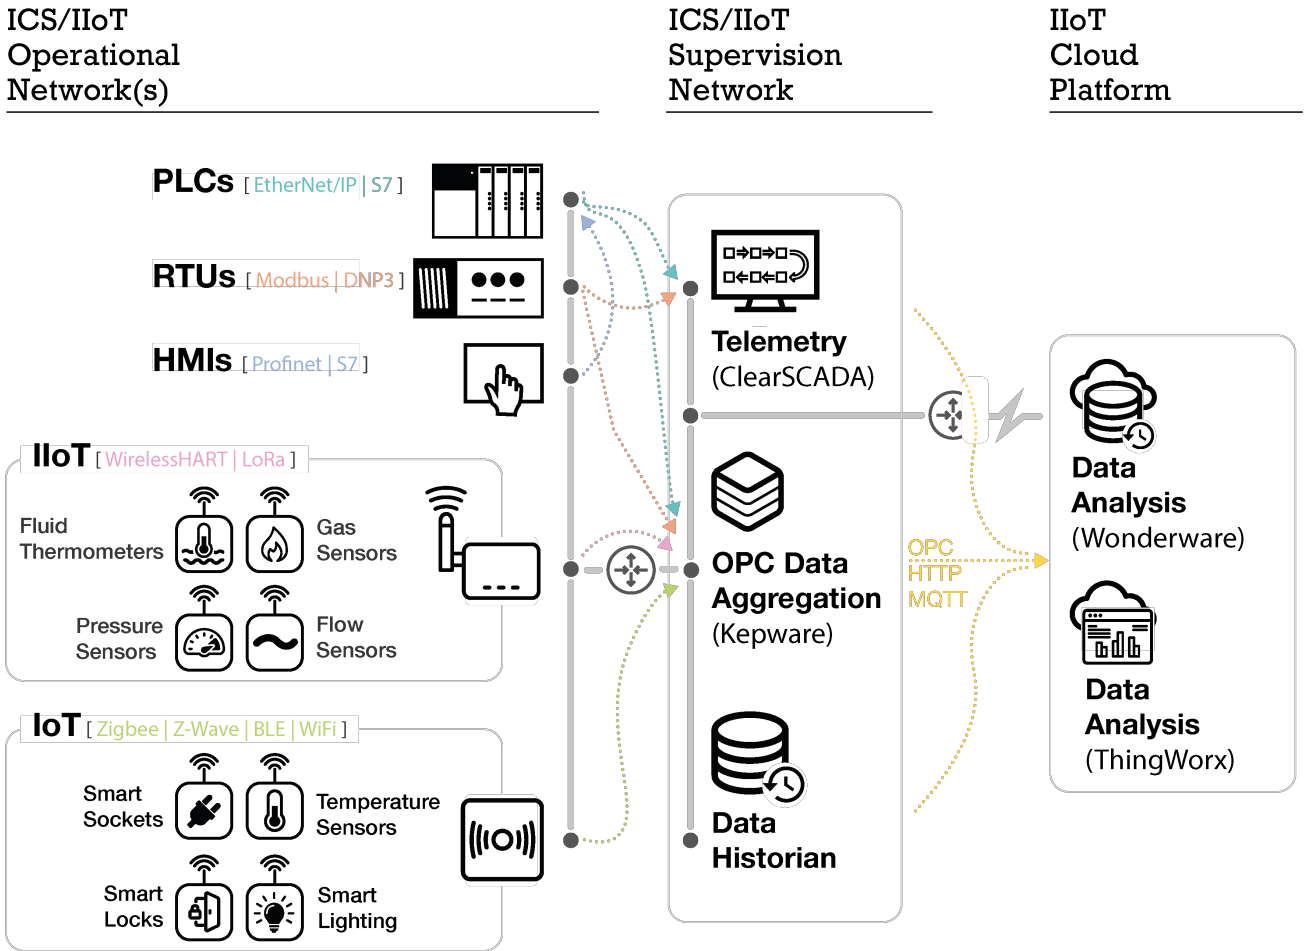 ICS/IIoT
Operational
Network(s)
ICS/IIoT
Supervision
Network
IIoT
Cloud
Platform
PLCs [ EtherNet/IP | S7 ]
RTUs [ Modbus | DNP3 ]
HMIs [ Profinet | S7 ]
IIoT [ WirelessHART | LoRa ]
Fluid
Thermometers
Gas
Sensors
Pressure
Sensors
Flow
Sensors
IoT [ Zigbee | Z-Wave | BLE | WiFi ]
Smart
Sockets
Temperature
Sensors
Smart
Locks
Smart
Lighting
Telemetry
(ClearSCADA)
OPC Data
Aggregation
(Kepware)
Data
Historian
OPC
HTTP
MQTT
Data
Analysis
(Wonderware)
Data
Analysis
(ThingWorx)